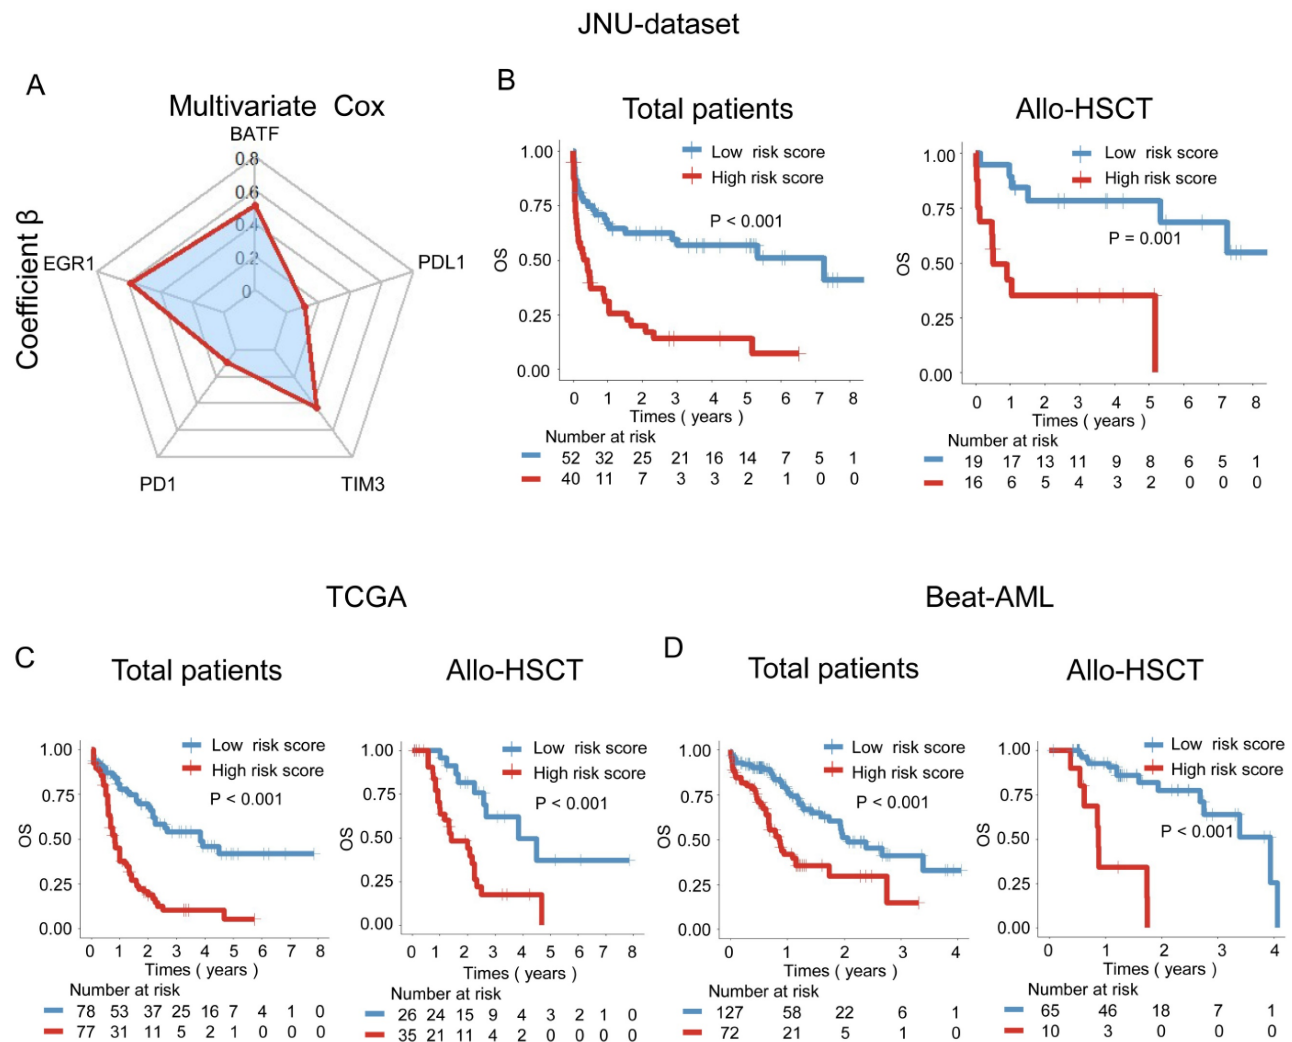 JNU-dataset
A
Multivariate Cox
BATF
0.8
0.6
0.4
0.2
0
EGR1
PDL1
PD1
TIM3
Coefficient β
B
Total patients
Low risk score
High risk score
P < 0.001
OS
1.00
0.75
0.50
0.25
0.00
0 1 2 3 4 5 6 7 8
Times ( years )
Number at risk
52 32 25 21 16 14 7 5 1
40 11 7 3 3 2 1 0 0
Allo-HSCT
Low risk score
High risk score
P = 0.001
OS
1.00
0.75
0.50
0.25
0.00
0 1 2 3 4 5 6 7 8
Times ( years )
Number at risk
19 17 13 11 9 8 6 5 1
16 6 5 4 3 2 0 0 0
TCGA
C
Total patients
Low risk score
High risk score
P < 0.001
OS
1.00
0.75
0.50
0.25
0.00
0 1 2 3 4 5 6 7 8
Times ( years )
Number at risk
78 53 37 25 16 7 4 1 0
77 31 11 5 2 1 0 0 0
Allo-HSCT
Low risk score
High risk score
P < 0.001
OS
1.00
0.75
0.50
0.25
0.00
0 1 2 3 4 5 6 7 8
Times ( years )
Number at risk
26 24 15 9 4 3 2 1 0
35 21 11 4 2 0 0 0 0
Beat-AML
D
Total patients
Low risk score
High risk score
P < 0.001
OS
1.00
0.75
0.50
0.25
0.00
0 1 2 3 4
Times ( years )
Number at risk
127 58 22 6 1
72 21 5 1 0
Allo-HSCT
Low risk score
High risk score
P < 0.001
OS
1.00
0.75
0.50
0.25
0.00
0 1 2 3 4
Times ( years )
Number at risk
65 46 18 7 1
10 3 0 0 0